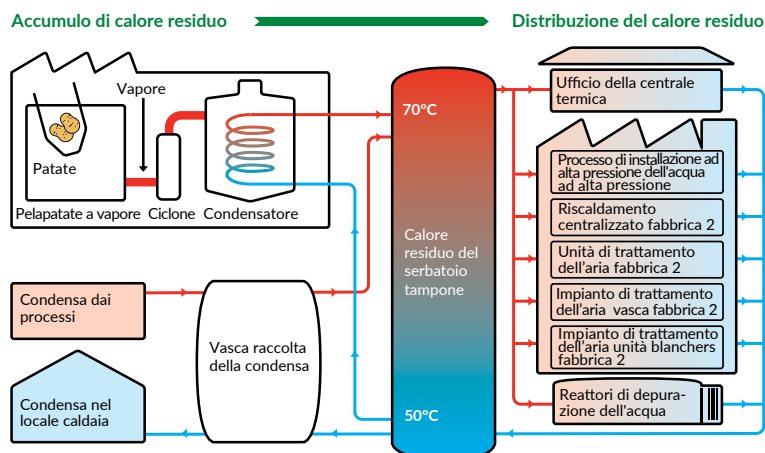 Accumulo di calore residuo
Distribuzione del calore residuo
Vapore
Patate
Pelapatate a vapore
Ciclone
Condensatore
Condensa dai
processi
Condensa nel
locale caldaia
Vasca raccolta
della condensa
70°C
Calore
residuo del
serbatoio
tampone
50°C
Ufficio della centrale
termica
Processo di installazione ad
alta pressione dell'acqua
ad alta pressione
Riscaldamento
centralizzato fabbrica 2
Unità di trattamento
dell'aria fabbrica 2
Impianto di trattamento
dell'aria vasca fabbrica 2
Impianto di trattamento
dell'aria unità blanchers
fabbrica 2
Reattori di depura-
zione dell'acqua